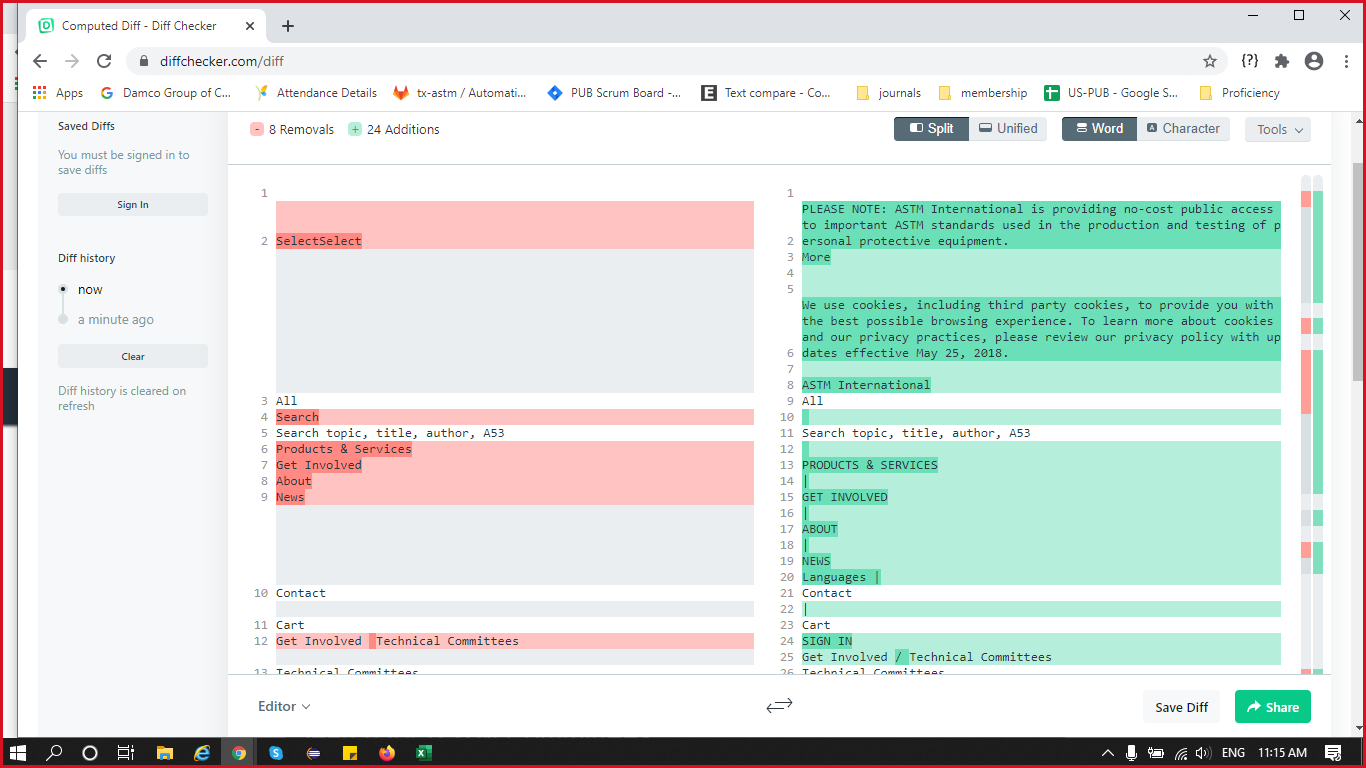 Computed Diff - Diff Checker
diffchecker.com/diff
{?}
Apps
Damco Group of C...
Attendance Details
tx-astm / Automati...
PUB Scrum Board -...
E Text compare - Co...
journals
membership
US-PUB - Google S...
Proficiency
Saved Diffs
You must be signed in to
save diffs
Sign In
Diff history
now
a minute ago
Clear
Diff history is cleared on
refresh
- 8 Removals + 24 Additions
Split Unified Word A Character Tools
1
2 SelectSelect
3 All
4 Search
5 Search topic, title, author, A53
6 Products & Services
7 Get Involved
8 About
9 News
10 Contact
11 Cart
12 Get Involved Technical Committees
13 Technical Committees
1
PLEASE NOTE: ASTM International is providing no-cost public access
to important ASTM standards used in the production and testing of p
2 ersonal protective equipment.
3 More
4
5
We use cookies, including third party cookies, to provide you with
the best possible browsing experience. To learn more about cookies
and our privacy practices, please review our privacy policy with up
6 dates effective May 25, 2018.
7
8 ASTM International
9 All
10
11 Search topic, title, author, A53
12
13 PRODUCTS & SERVICES
14 |
15 GET INVOLVED
16 |
17 ABOUT
18 |
19 NEWS
20 Languages |
21 Contact
22 |
23 Cart
24 SIGN IN
25 Get Involved / Technical Committees
26 Technical Committees
Editor
Save Diff
Share
ENG
11:15 AM